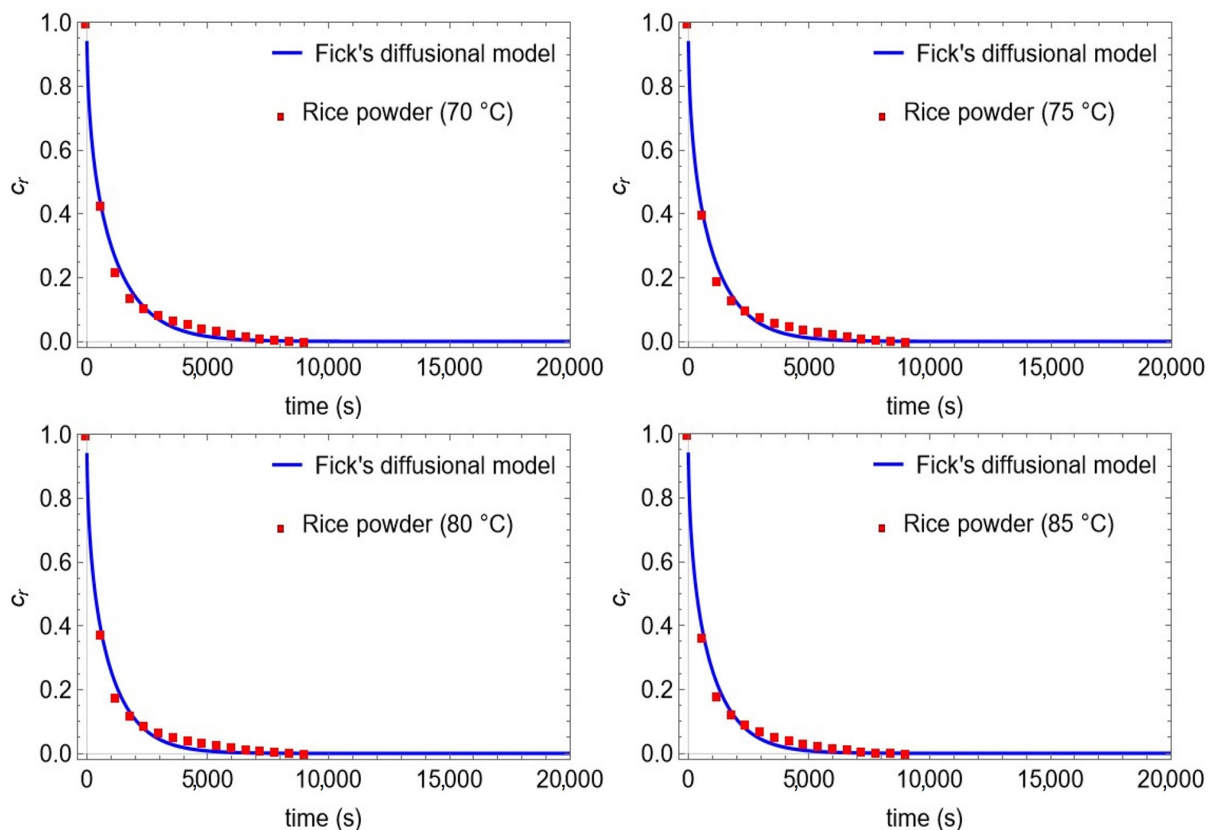 1.0
Fick's diffusional model
0.8
Rice powder (70 °C)
0.6
0.4
0.2
0.0
0 5,000 10,000 15,000 20,000
c_r
time (s)
1.0
Fick's diffusional model
0.8
Rice powder (75 °C)
0.6
0.4
0.2
0.0
0 5,000 10,000 15,000 20,000
c_r
time (s)
1.0
Fick's diffusional model
0.8
Rice powder (80 °C)
0.6
0.4
0.2
0.0
0 5,000 10,000 15,000 20,000
c_r
time (s)
1.0
Fick's diffusional model
0.8
Rice powder (85 °C)
0.6
0.4
0.2
0.0
0 5,000 10,000 15,000 20,000
c_r
time (s)